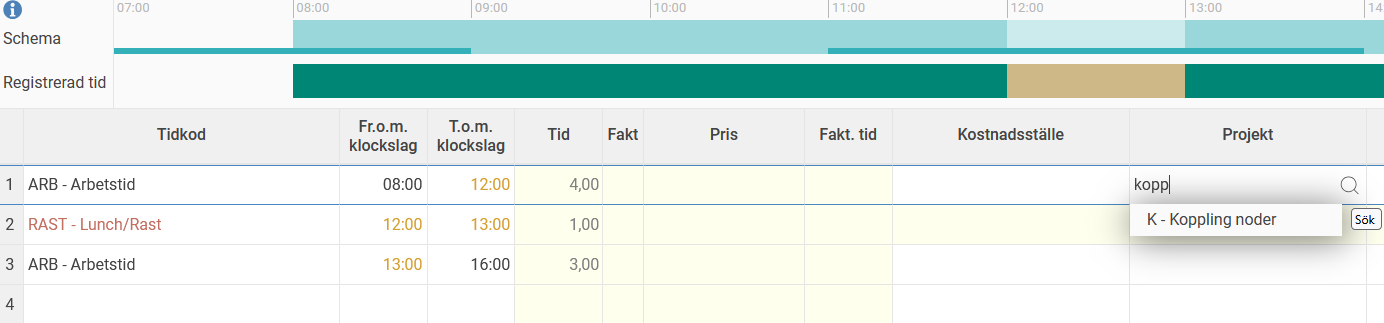 07:00 08:00 09:00 10:00 11:00 12:00 13:00 14:
Schema
Registrerad tid
Tidkod Fr.o.m. klockslag T.o.m. klockslag Tid Fakt Pris Fakt. tid Kostnadsställe Projekt
1 ARB - Arbetstid 08:00 12:00 4,00 kopp
K - Koppling noder Sök
2 RAST - Lunch/Rast 12:00 13:00 1,00
3 ARB - Arbetstid 13:00 16:00 3,00
4